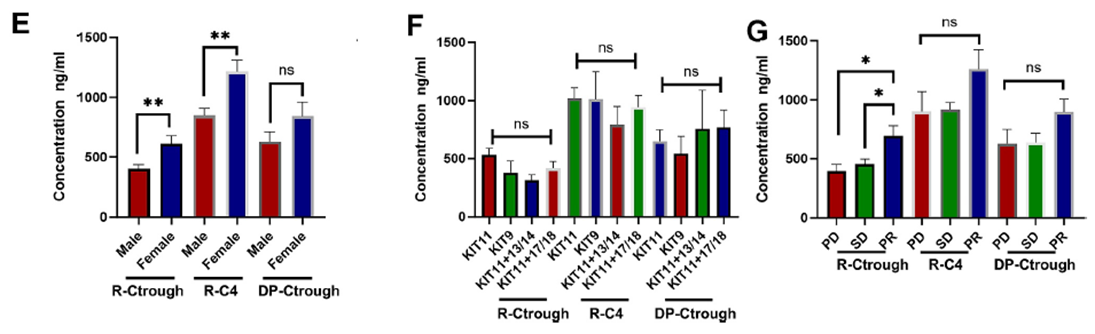 E
Concentration ng/ml
1500
1000
500
0
**
**
ns
Male
Female
Male
Female
Male
Female
R-Ctrough
R-C4
DP-Ctrough
F
Concentration ng/ml
1500
1000
500
0
ns
ns
ns
KIT11
KIT9
KIT11+13/14
KIT11+17/18
KIT11
KIT9
KIT11+13/14
KIT11+17/18
KIT11
KIT9
KIT11+13/14
KIT11+17/18
R-Ctrough
R-C4
DP-Ctrough
G
Concentration ng/ml
1500
1000
500
0
*
*
ns
ns
PD
SD
PR
PD
SD
PR
PD
SD
PR
R-Ctrough
R-C4
DP-Ctrough